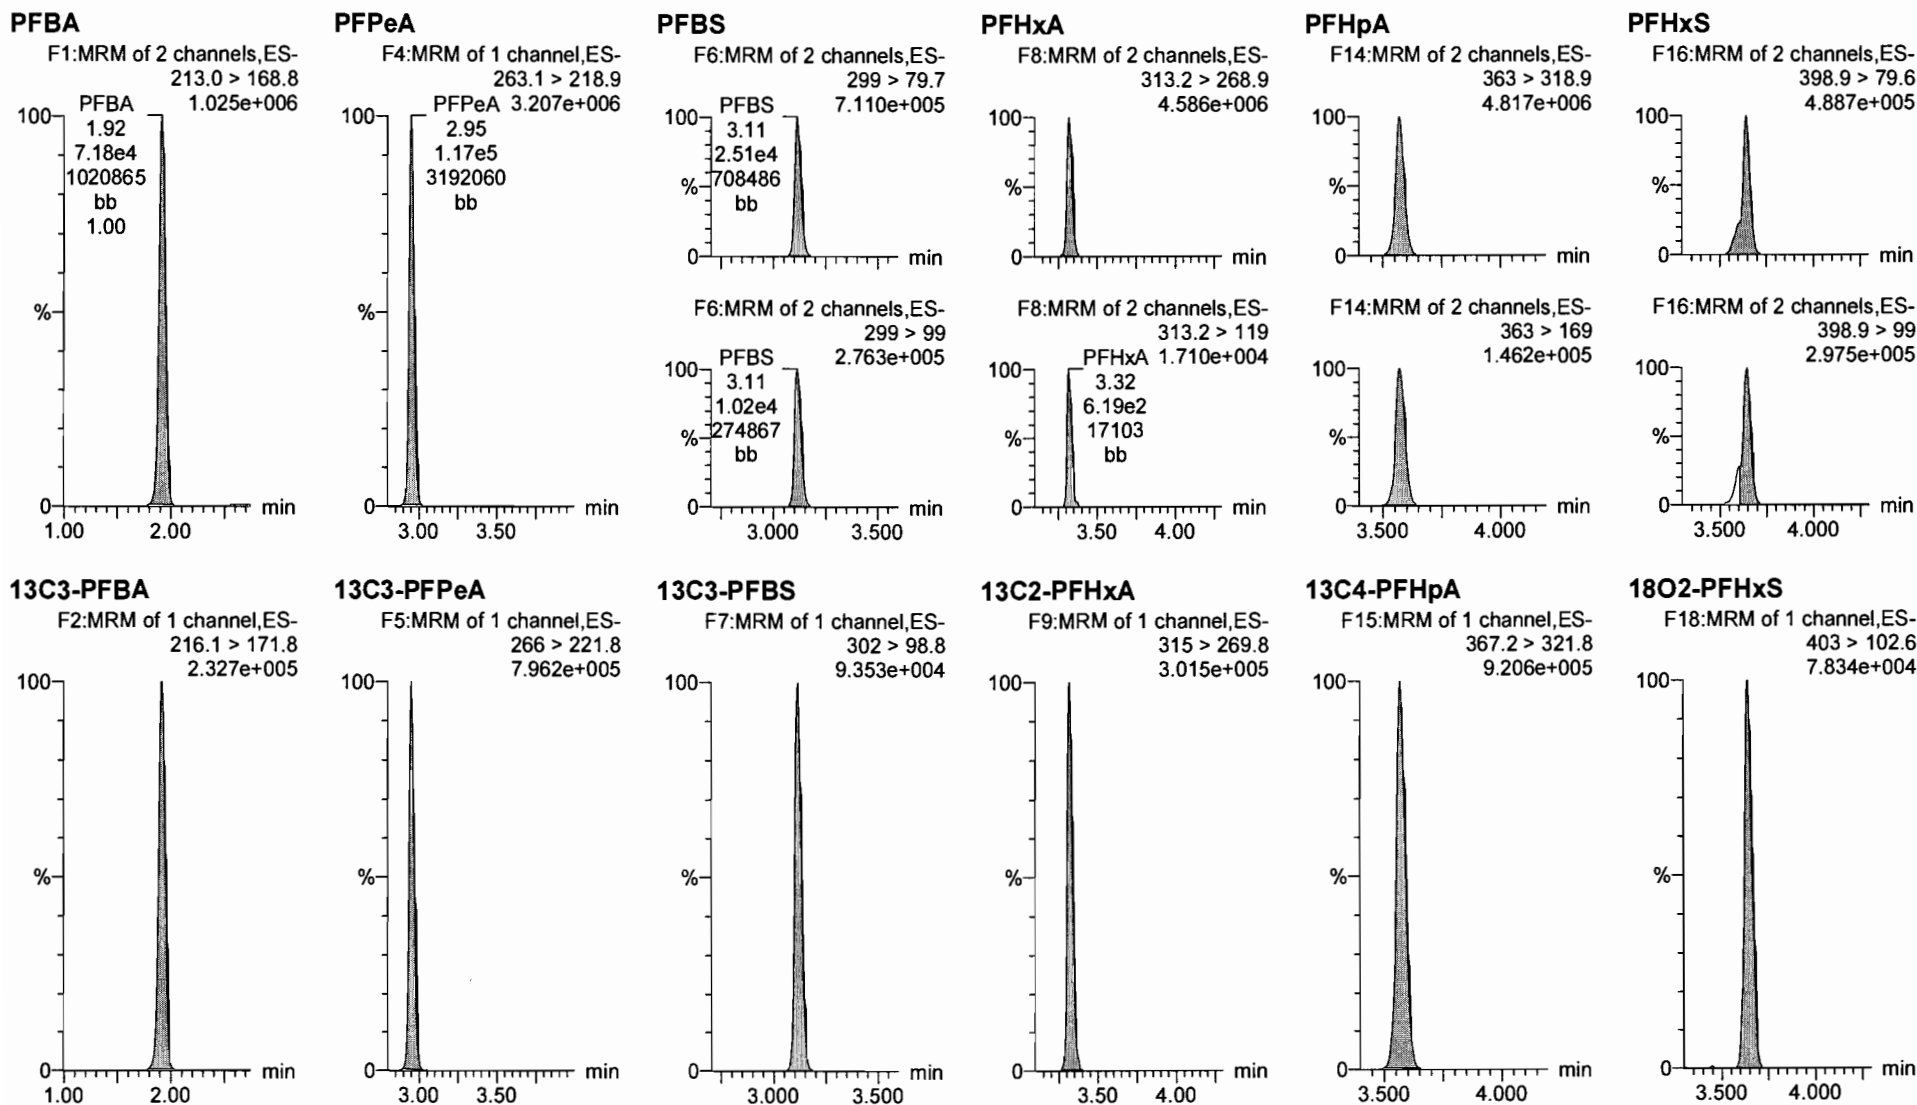 PFBA
F1:MRM of 2 channels,ES-
213.0 > 168.8
1.025e+006
PFBA
1.92
7.18e4
1020865
bb
1.00
100
%
0
min
1.00 2.00
PFPeA
F4:MRM of 1 channel,ES-
263.1 > 218.9
3.207e+006
PFPeA
2.95
1.17e5
3192060
bb
100
%
0
min
3.00 3.50
PFBS
F6:MRM of 2 channels,ES-
299 > 79.7
7.110e+005
PFBS
3.11
2.51e4
708486
bb
100
%
0
min
F6:MRM of 2 channels,ES-
299 > 99
2.763e+005
PFBS
3.11
1.02e4
274867
bb
100
%
0
min
3.000 3.500
PFHxA
F8:MRM of 2 channels,ES-
313.2 > 268.9
4.586e+006
100
%
0
min
F8:MRM of 2 channels,ES-
313.2 > 119
1.710e+004
PFHxA
3.32
6.19e2
17103
bb
100
%
0
min
3.50 4.00
PFHpA
F14:MRM of 2 channels,ES-
363 > 318.9
4.817e+006
100
%
0
min
F14:MRM of 2 channels,ES-
363 > 169
1.462e+005
100
%
0
min
3.500 4.000
PFHxS
F16:MRM of 2 channels,ES-
398.9 > 79.6
4.887e+005
100
%
0
min
F16:MRM of 2 channels,ES-
398.9 > 99
2.975e+005
100
%
0
min
3.500 4.000
13C3-PFBA
F2:MRM of 1 channel,ES-
216.1 > 171.8
2.327e+005
100
%
0
min
1.00 2.00
13C3-PFPeA
F5:MRM of 1 channel,ES-
266 > 221.8
7.962e+005
100
%
0
min
3.00 3.50
13C3-PFBS
F7:MRM of 1 channel,ES-
302 > 98.8
9.353e+004
100
%
0
min
3.000 3.500
13C2-PFHxA
F9:MRM of 1 channel,ES-
315 > 269.8
3.015e+005
100
%
0
min
3.50 4.00
13C4-PFHpA
F15:MRM of 1 channel,ES-
367.2 > 321.8
9.206e+005
100
%
0
min
3.500 4.000
18O2-PFHxS
F18:MRM of 1 channel,ES-
403 > 102.6
7.834e+004
100
%
0
min
3.500 4.000